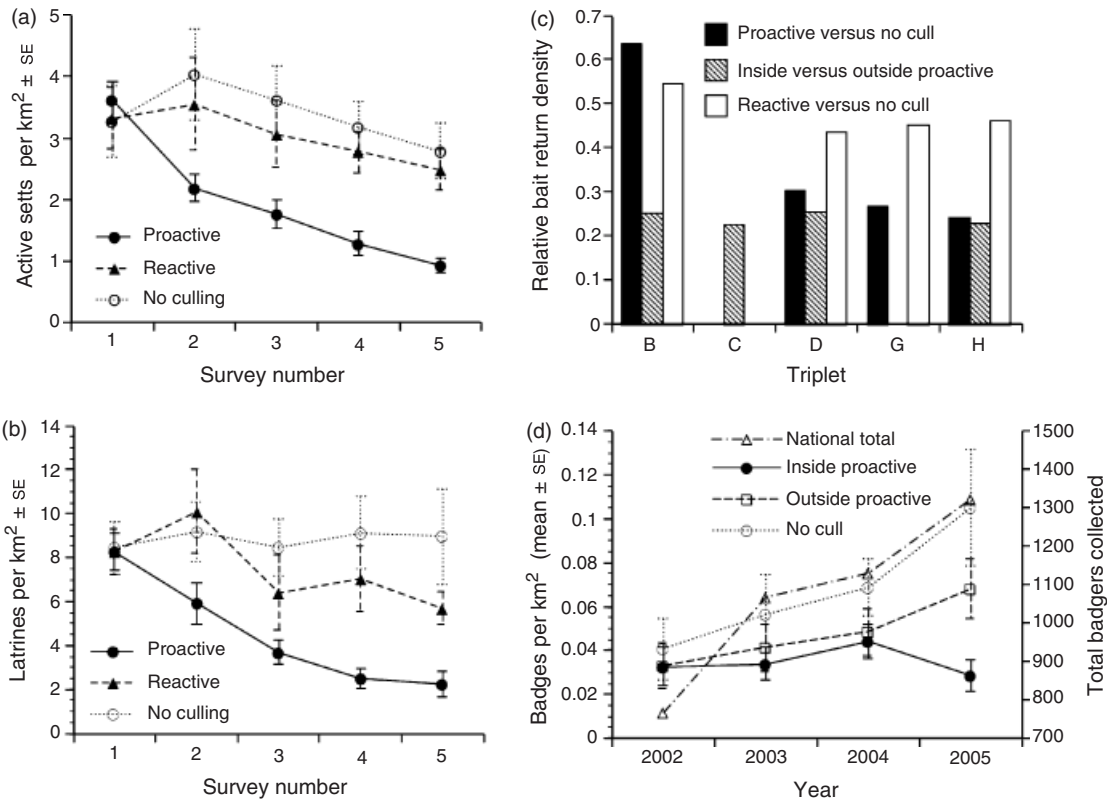 (a)
5
4
3
2
1
0
Active setts per km² ± SE
Proactive
Reactive
No culling
1 2 3 4 5
Survey number
(c)
0.7
0.6
0.5
0.4
0.3
0.2
0.1
0
Relative bait return density
Proactive versus no cull
Inside versus outside proactive
Reactive versus no cull
B C D G H
Triplet
(b)
14
12
10
8
6
4
2
0
Latrines per km² ± SE
Proactive
Reactive
No culling
1 2 3 4 5
Survey number
(d)
0.14
0.12
0.1
0.08
0.06
0.04
0.02
0
Badges per km² (mean ± SE)
National total
Inside proactive
Outside proactive
No cull
1500
1400
1300
1200
1100
1000
900
800
700
Total badgers collected
2002 2003 2004 2005
Year